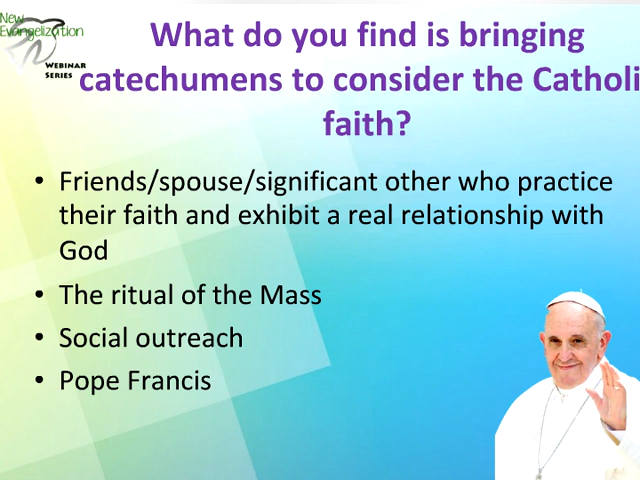 New
Evangelization
WEBINAR
SERIES
What do you find is bringing
catechumens to consider the Catholi
faith?
• Friends/spouse/significant other who practice
their faith and exhibit a real relationship with
God
• The ritual of the Mass
• Social outreach
• Pope Francis